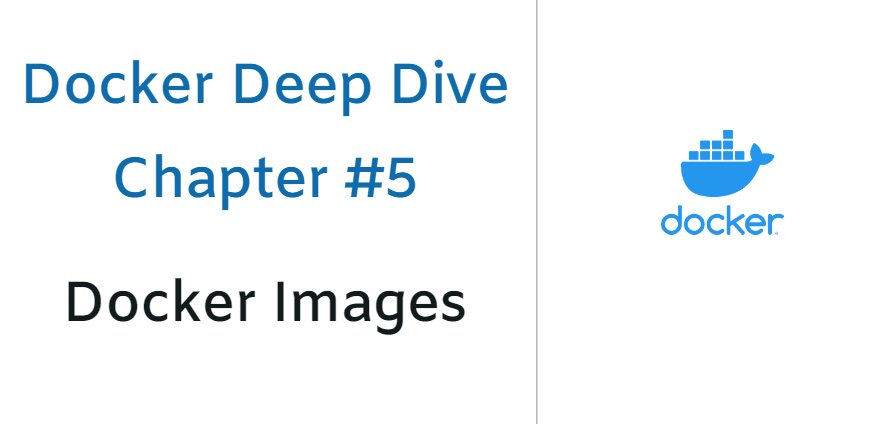 Docker Deep Dive
Chapter #5
Docker Images
docker